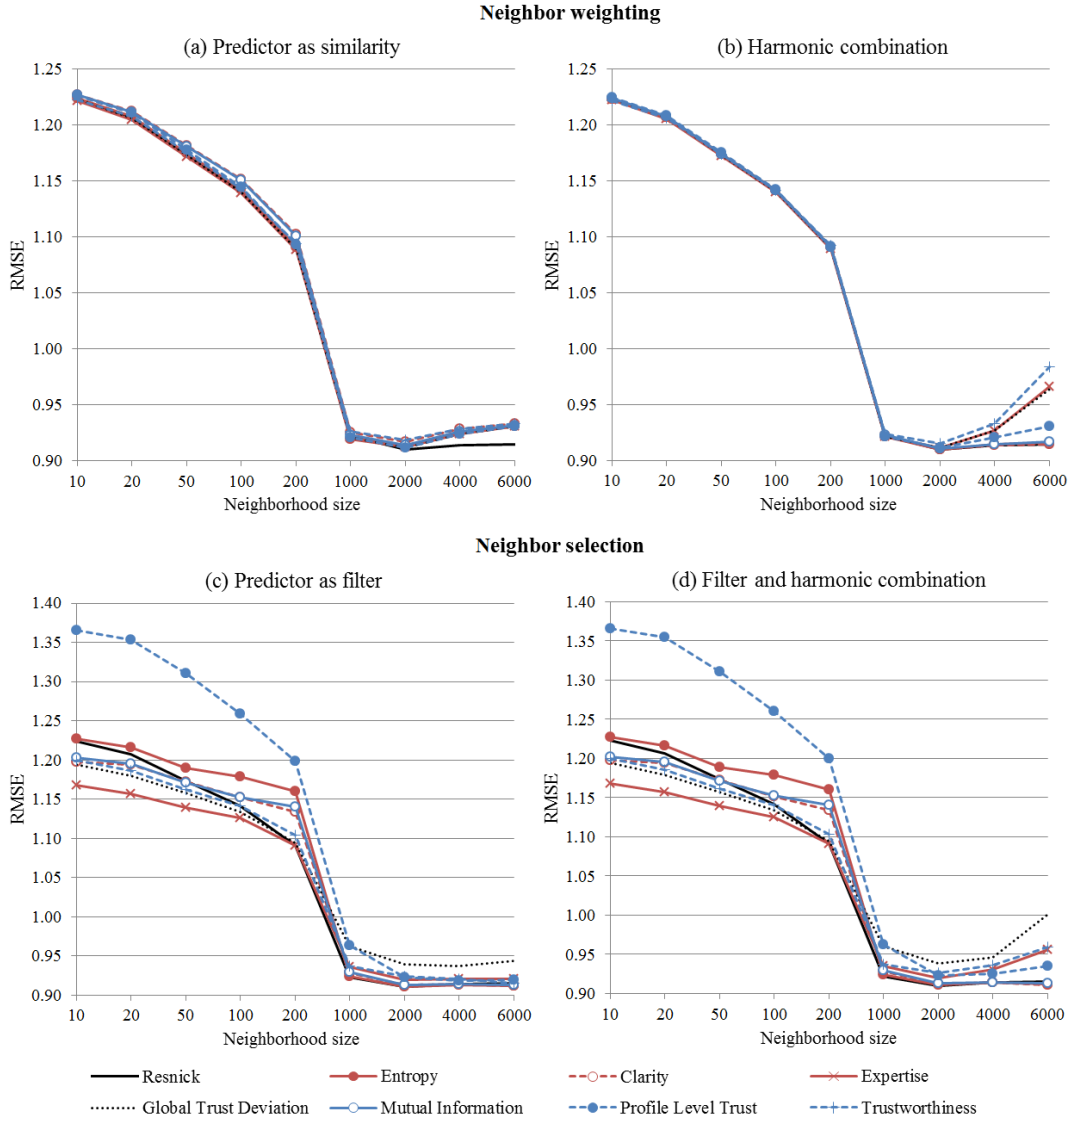 Neighbor weighting
(a) Predictor as similarity
(b) Harmonic combination
1.25
1.20
1.15
1.10
1.05
1.00
0.95
0.90
RMSE
10 20 50 100 200 1000 2000 4000 6000
Neighborhood size
1.25
1.20
1.15
1.10
1.05
1.00
0.95
0.90
RMSE
10 20 50 100 200 1000 2000 4000 6000
Neighborhood size
Neighbor selection
(c) Predictor as filter
(d) Filter and harmonic combination
1.40
1.35
1.30
1.25
1.20
1.15
1.10
1.05
1.00
0.95
0.90
RMSE
10 20 50 100 200 1000 2000 4000 6000
Neighborhood size
1.40
1.35
1.30
1.25
1.20
1.15
1.10
1.05
1.00
0.95
0.90
RMSE
10 20 50 100 200 1000 2000 4000 6000
Neighborhood size
Resnick Entropy Clarity Expertise
Global Trust Deviation Mutual Information Profile Level Trust Trustworthiness